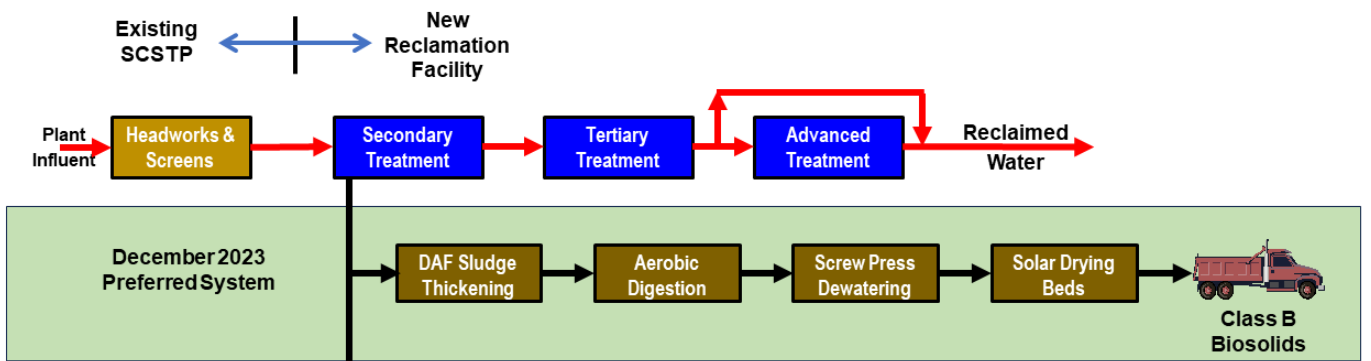 Existing
SCSTP
New
Reclamation
Facility
Plant
Influent
Headworks &
Screens
Secondary
Treatment
Tertiary
Treatment
Advanced
Treatment
Reclaimed
Water
December 2023
Preferred System
DAF Sludge
Thickening
Aerobic
Digestion
Screw Press
Dewatering
Solar Drying
Beds
Class B
Biosolids